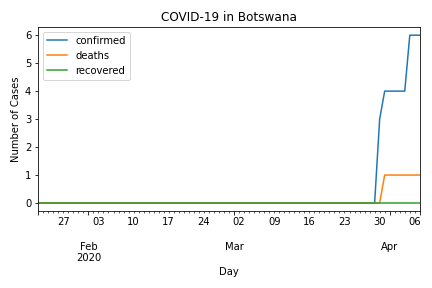 COVID-19 in Botswana
confirmed
deaths
recovered
Number of Cases
6
5
4
3
2
1
0
27 03 10 17 24 02 09 16 23 30 06
Feb Mar Apr
2020
Day